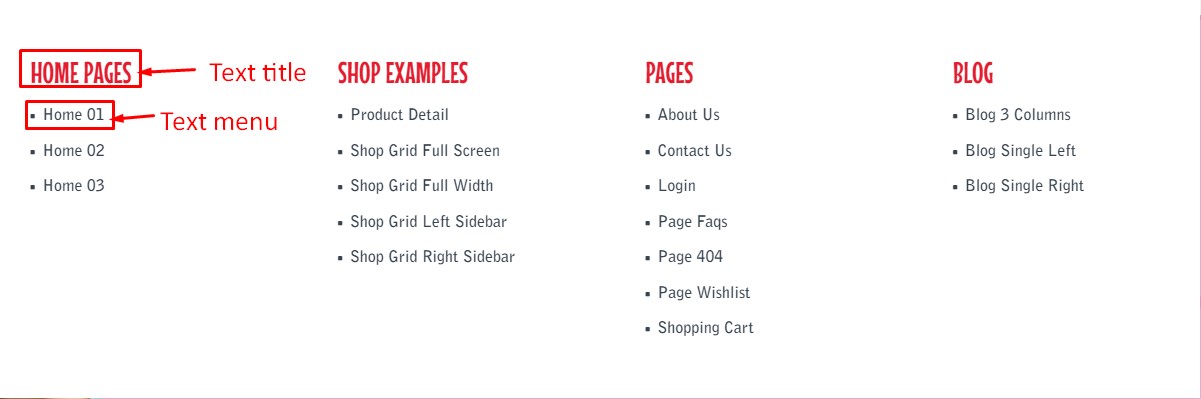 HOME PAGES
Text title
Home 01
Text menu
Home 02
Home 03
SHOP EXAMPLES
Product Detail
Shop Grid Full Screen
Shop Grid Full Width
Shop Grid Left Sidebar
Shop Grid Right Sidebar
PAGES
About Us
Contact Us
Login
Page Faqs
Page 404
Page Wishlist
Shopping Cart
BLOG
Blog 3 Columns
Blog Single Left
Blog Single Right